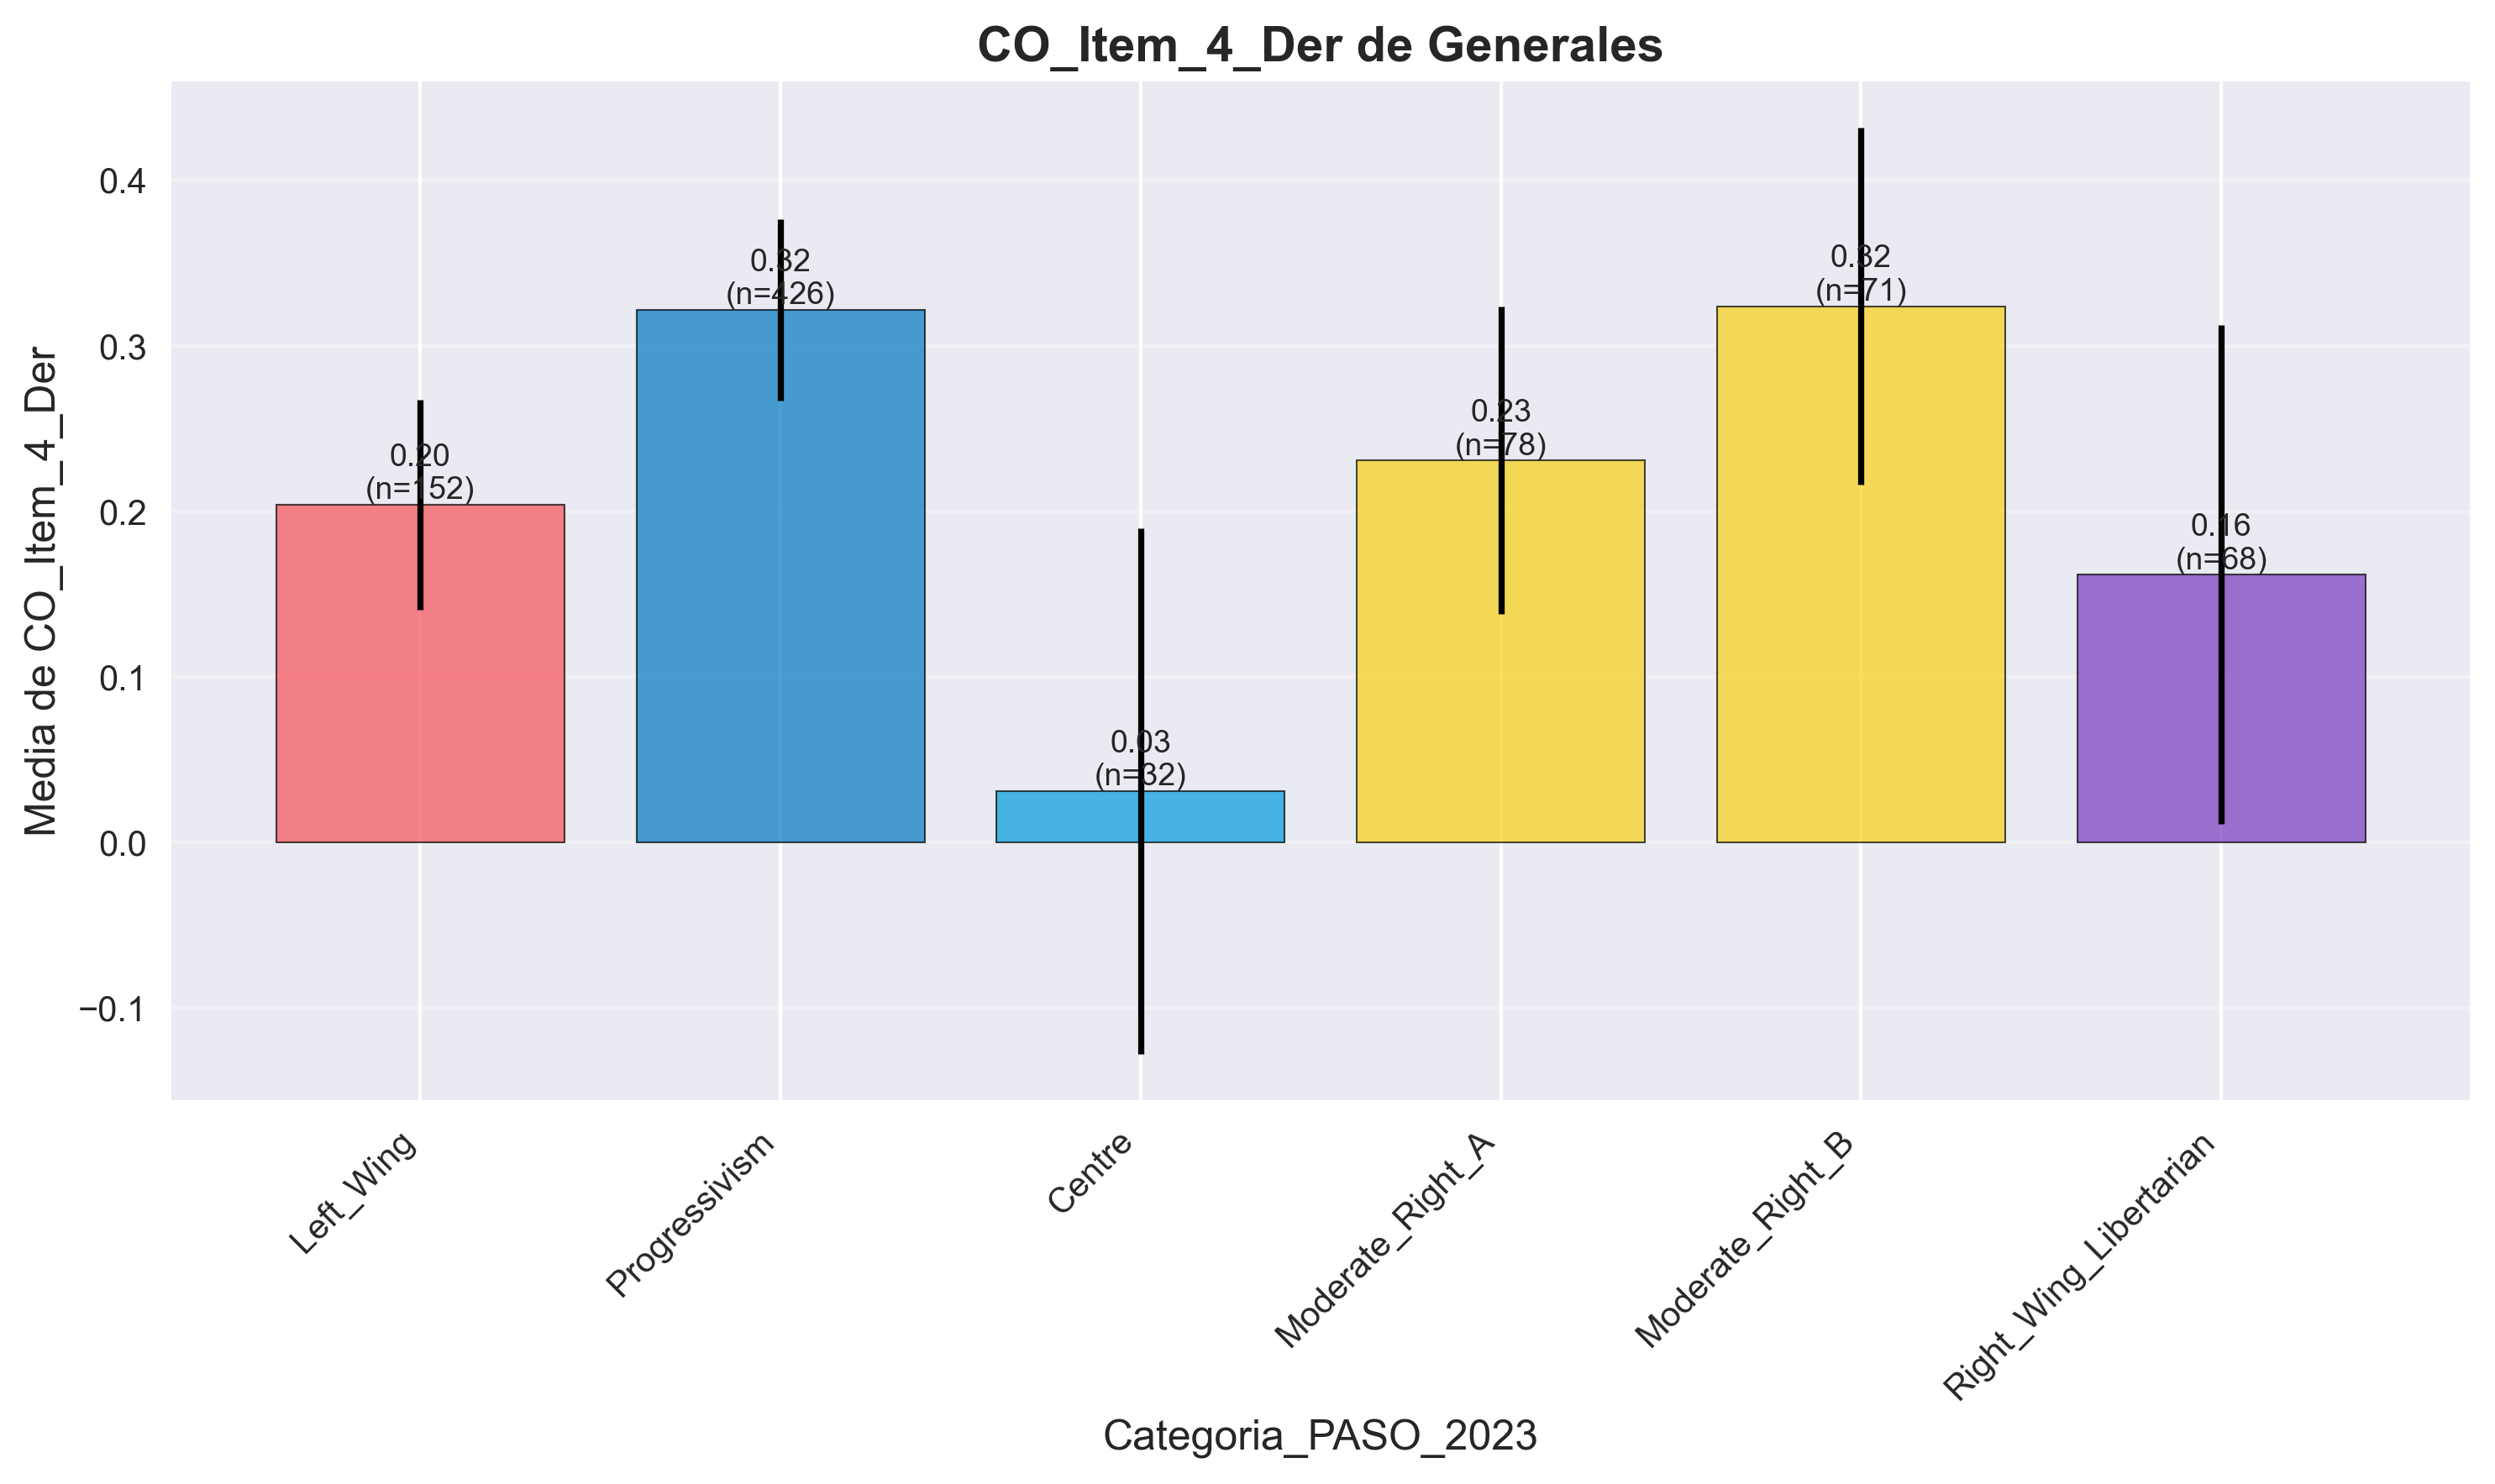 CO_Item_4_Der de Generales
Media de CO_Item_4_Der
0.4
0.3
0.2
0.1
0.0
−0.1
0.20
(n=152)
0.32
(n=426)
0.03
(n=32)
0.23
(n=78)
0.32
(n=71)
0.16
(n=68)
Left_Wing
Progressivism
Centre
Moderate_Right_A
Moderate_Right_B
Right_Wing_Libertarian
Categoria_PASO_2023